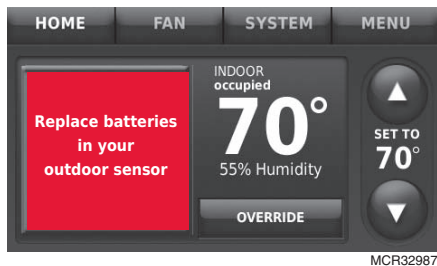 HOME FAN SYSTEM MENU
Replace batteries
in your
outdoor sensor
INDOOR
occupied
70°
55% Humidity
OVERRIDE
SET TO
70°
MCR32987